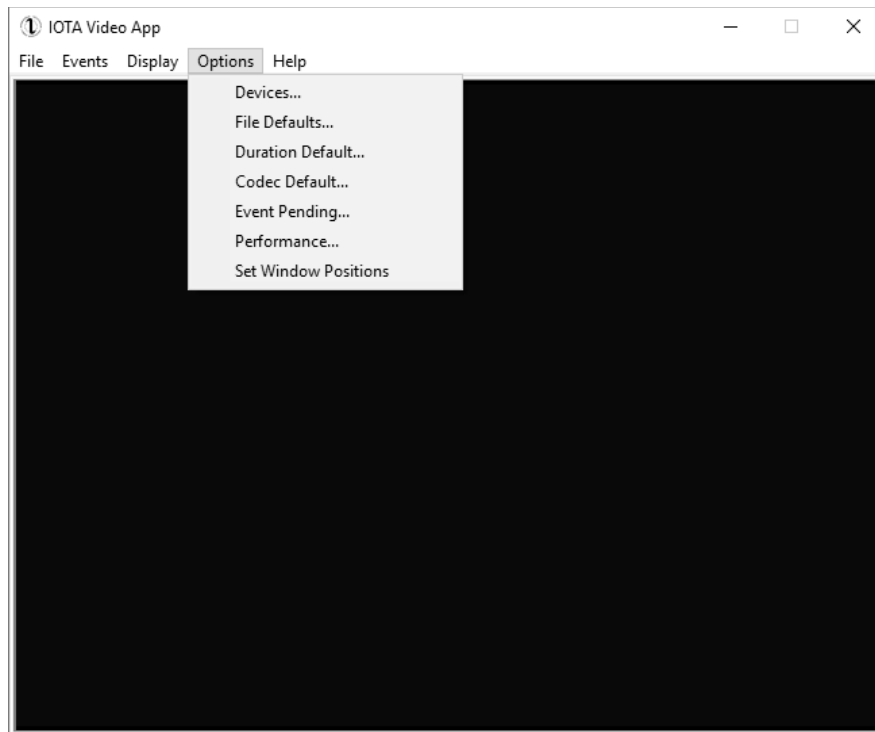 IOTA Video App
File Events Display Options Help
Devices...
File Defaults...
Duration Default...
Codec Default...
Event Pending...
Performance...
Set Window Positions